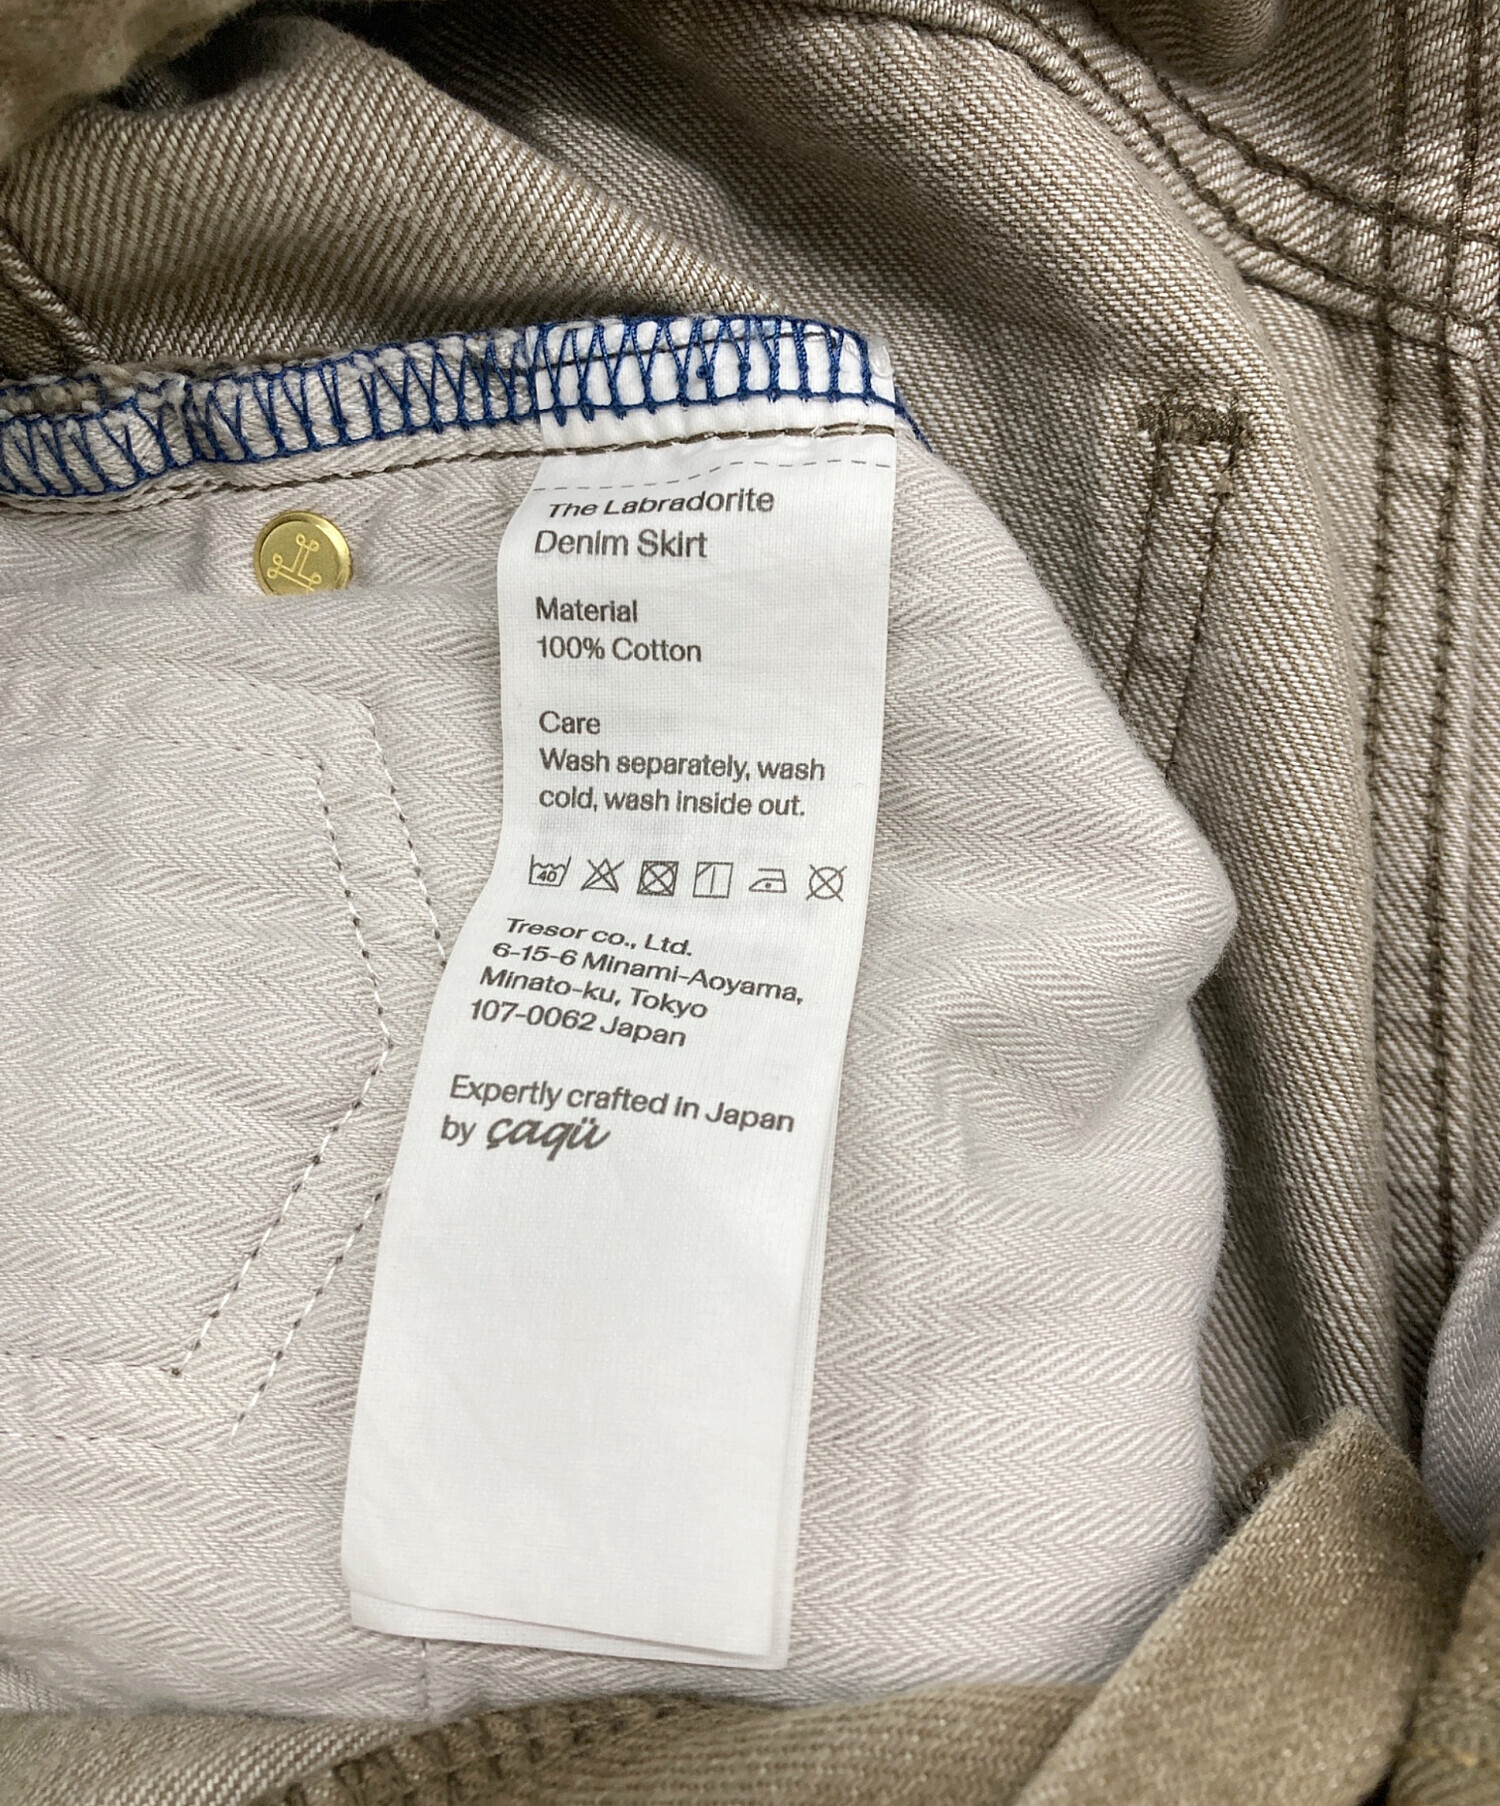 The Labradorite
Denim Skirt
Material
100% Cotton
Care
Wash separately, wash
cold, wash inside out.
40
Tresor co., Ltd.
6-15-6 Minami-Aoyama,
Minato-ku, Tokyo
107-0062 Japan
Expertly crafted in Japan
by çaqü